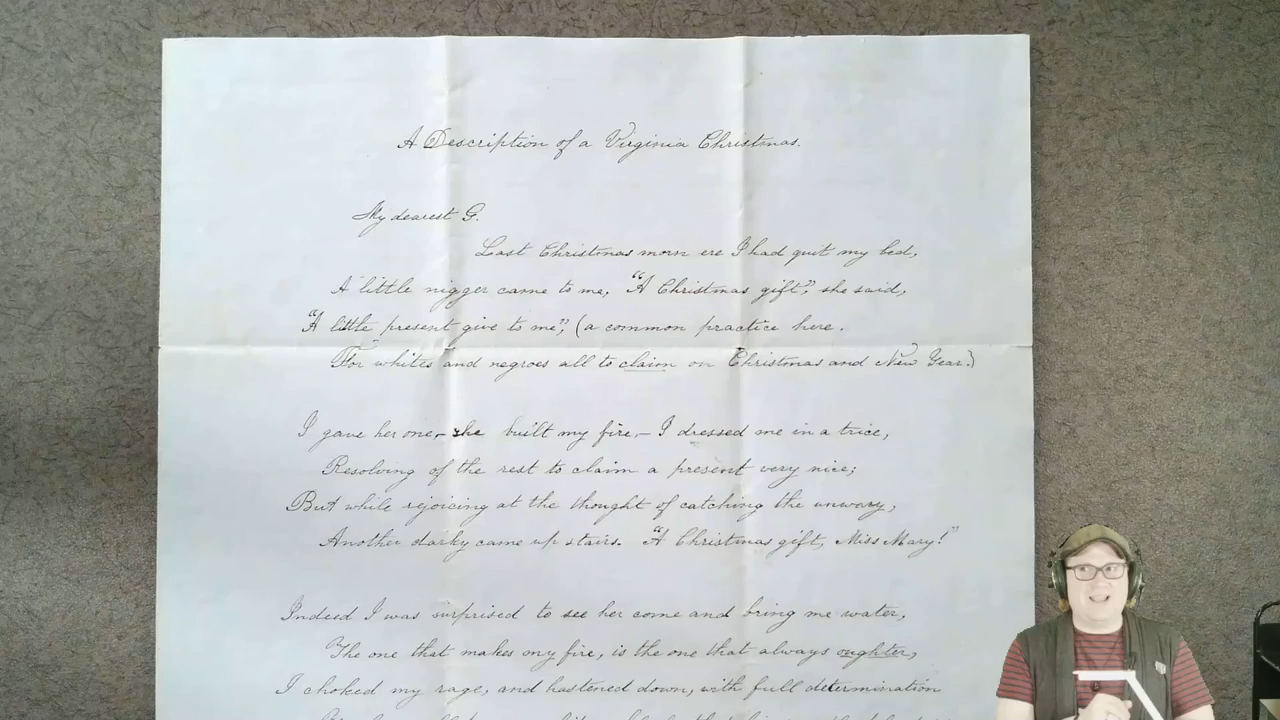 A Description of a Virginia Christmas.
My dearest G.
Last Christmas morn ere I had quit my bed,
A little nigger came to me, "A Christmas gift", she said,
"A little present give to me", (a common practice here.
For whites and negroes all to claim on Christmas and New Year.)
I gave her one, – she built my fire, – I dressed me in a trice,
Resolving of the rest to claim a present very nice;
But while rejoicing at the thought of catching the unwary,
Another darky came up stairs. "A Christmas gift, Miss Mary!"
Indeed I was surprised to see her come and bring me water,
The one that makes my fire, is the one that always oughter,
I choked my rage, and hastened down, with full determination